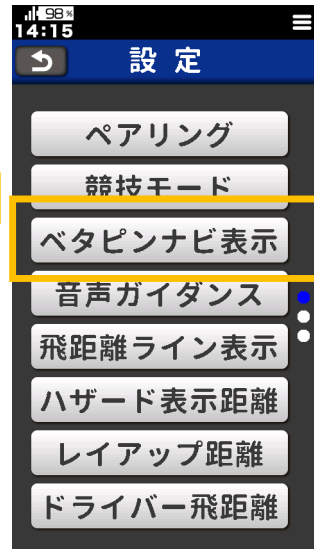 98%
14:15
設定
ペアリング
競技モード
ベタピンナビ表示
音声ガイダンス
飛距離ライン表示
ハザード表示距離
レイアップ距離
ドライバー飛距離